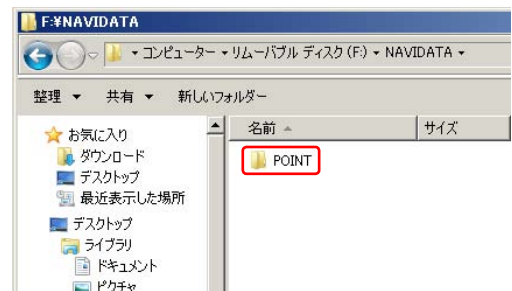 F:¥NAVIDATA
コンピューター ▾ リムーバブル ディスク (F:) ▾ NAVIDATA ▾
整理 ▼ 共有 ▼ 新しいフォルダー
名前 サイズ
お気に入り
ダウンロード
POINT
デスクトップ
最近表示した場所
デスクトップ
ライブラリ
ドキュメント
ピクチャ